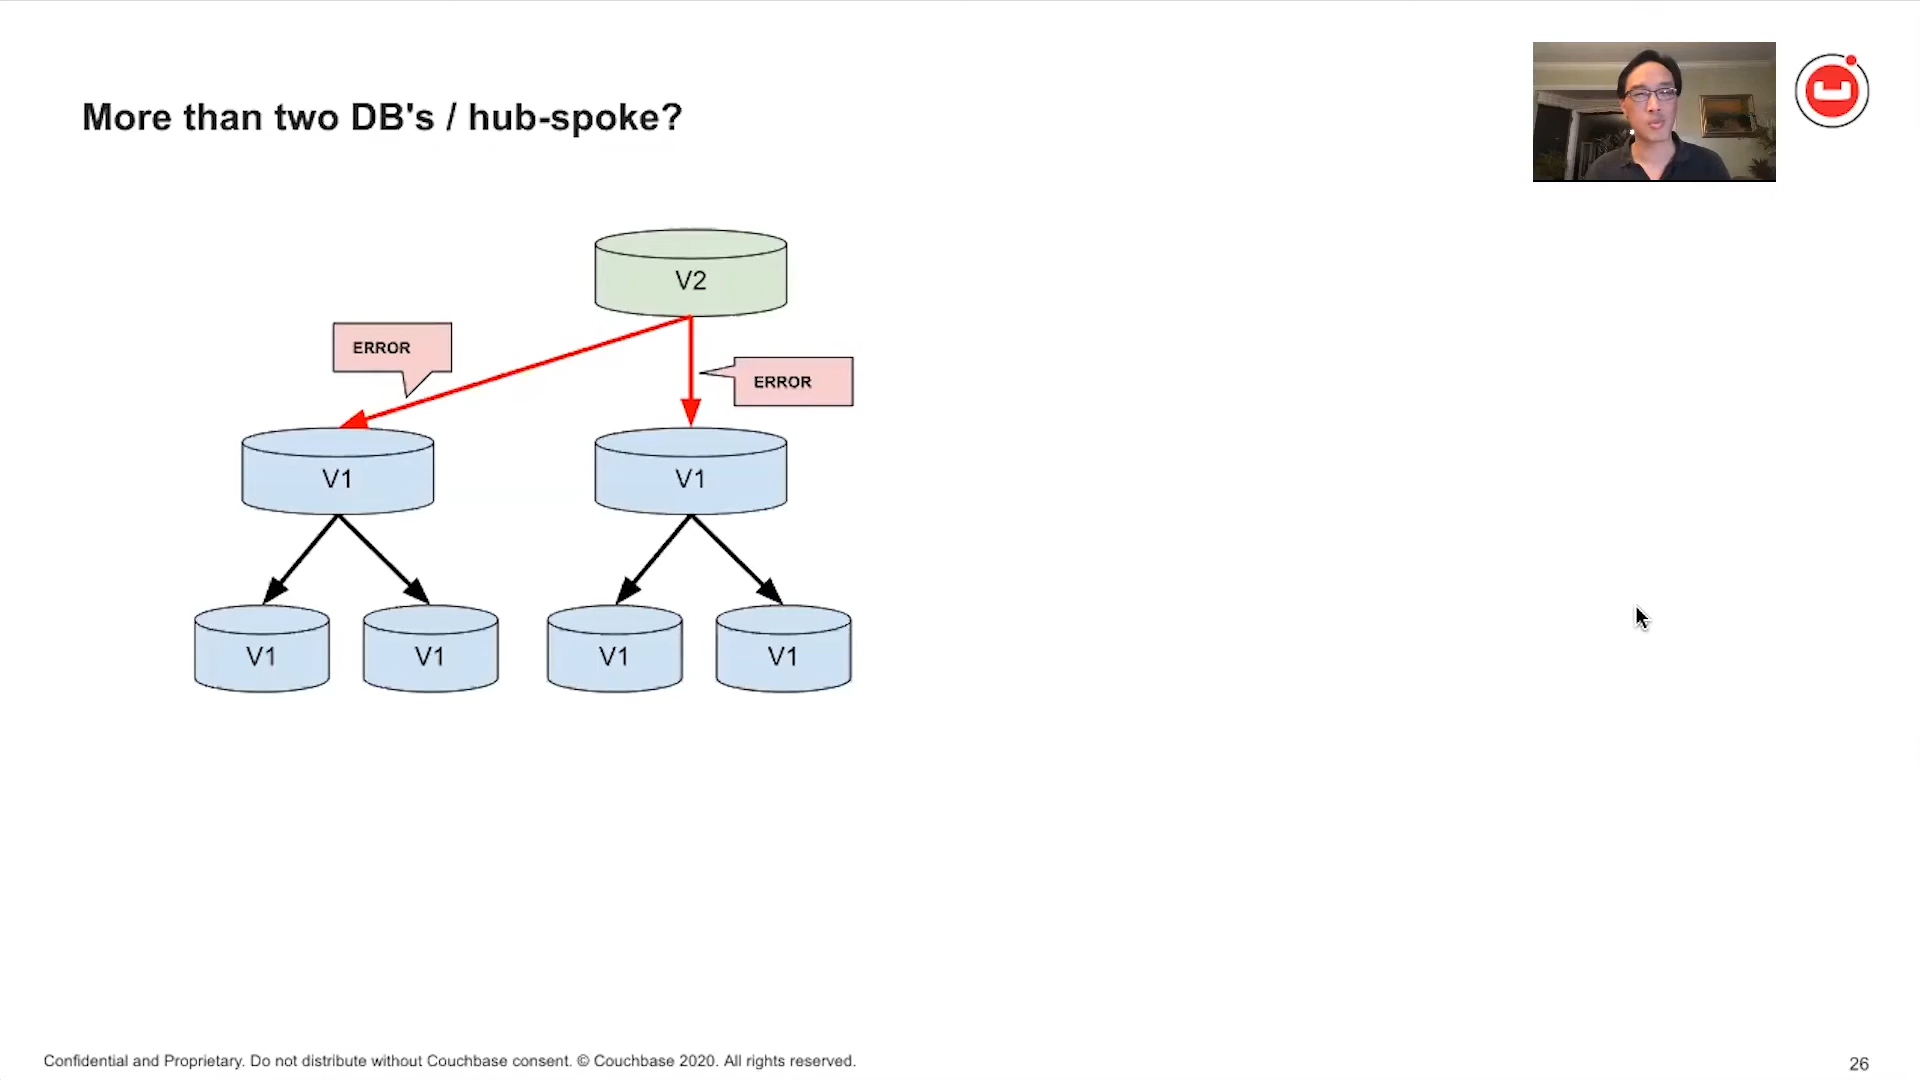 More than two DB's / hub-spoke?
V2
ERROR
ERROR
V1
V1
V1
V1
V1
V1
Confidential and Proprietary. Do not distribute without Couchbase consent. © Couchbase 2020. All rights reserved.
26